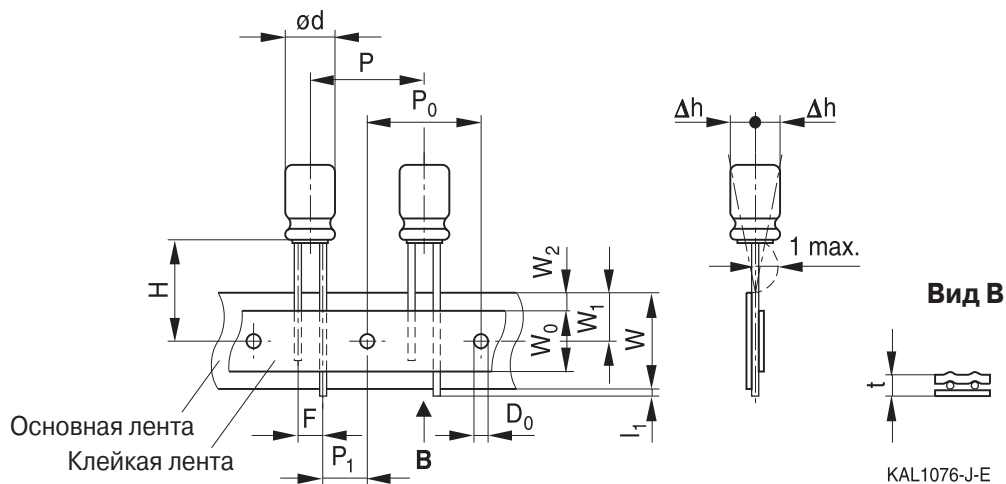 ød
P
P₀
Δh
Δh
1 max.
H
W₂
W₁
W₀
W
Вид B
t
Основная лента
Клейкая лента
F
P₁
B
D₀
l₁
KAL1076-J-E